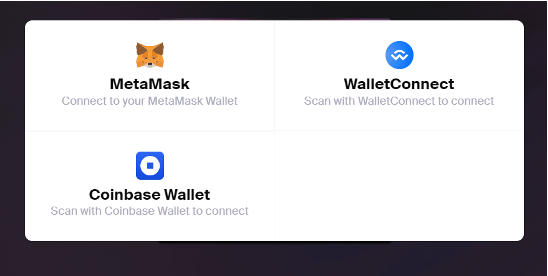 MetaMask
Connect to your MetaMask Wallet
WalletConnect
Scan with WalletConnect to connect
Coinbase Wallet
Scan with Coinbase Wallet to connect